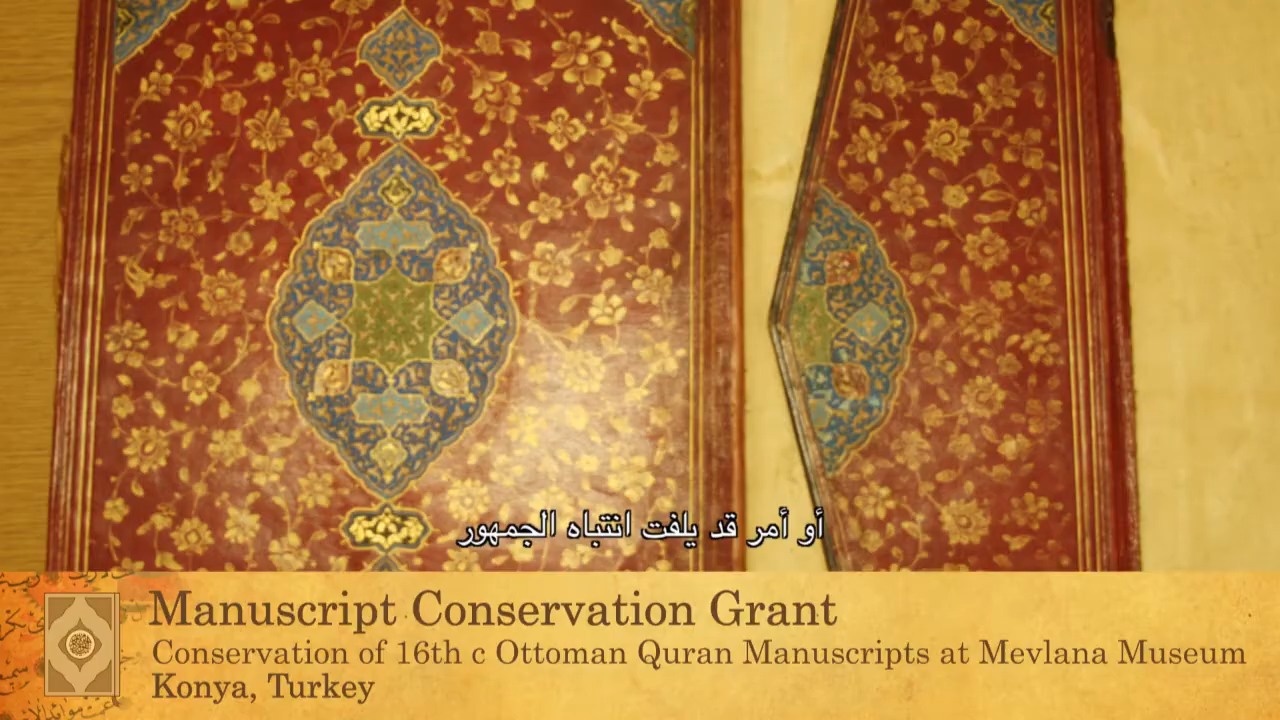 أو أمر قد يلفت انتباه الجمهور
Manuscript Conservation Grant
Conservation of 16th c Ottoman Quran Manuscripts at Mevlana Museum
Konya, Turkey